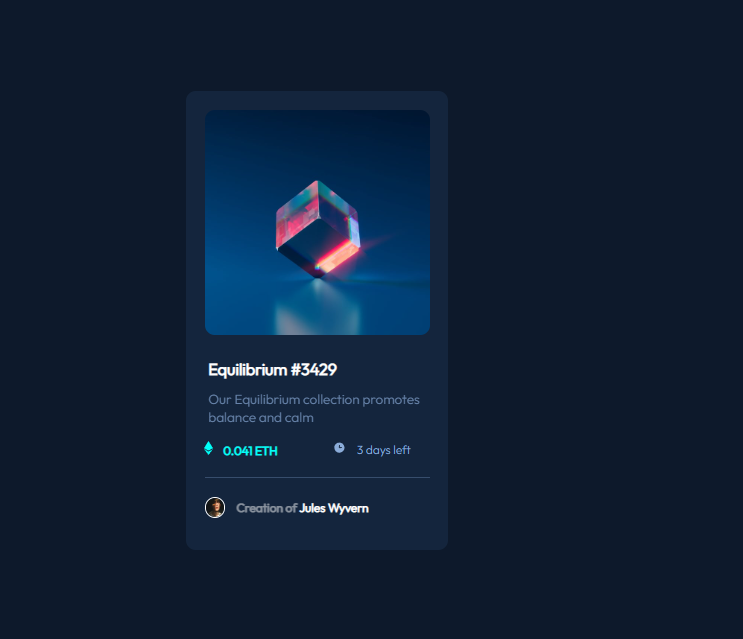 Equilibrium #3429
Our Equilibrium collection promotes
balance and calm
0.041 ETH
3 days left
Creation of Jules Wyvern